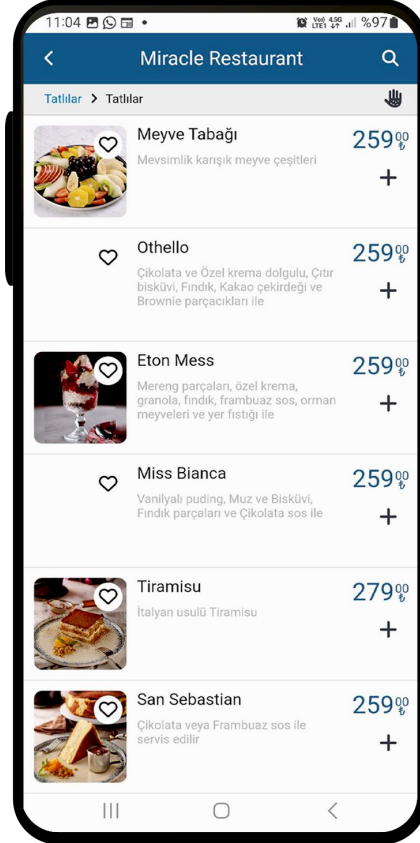 11:04 %97
Miracle Restaurant
Tatlılar > Tatlılar
Meyve Tabağı 259,00 ₺
Mevsimlik karışık meyve çeşitleri
Othello 259,00 ₺
Çikolata ve Özel krema dolgulu, Çıtır
bisküvi, Fındık, Kakao çekirdeği ve
Brownie parçacıkları ile
Eton Mess 259,00 ₺
Mereng parçaları, özel krema,
granola, fındık, frambuaz sos, orman
meyveleri ve yer fıstığı ile
Miss Bianca 259,00 ₺
Vanilyalı puding, Muz ve Bisküvi,
Fındık parçaları ve Çikolata sos ile
Tiramisu 279,00 ₺
İtalyan usulü Tiramisu
San Sebastian 259,00 ₺
Çikolata veya Frambuaz sos ile
servis edilir